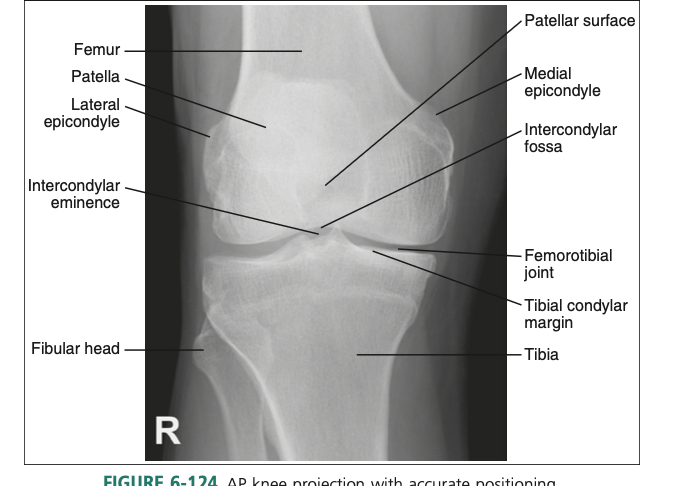 Femur
Patella
Lateral
epicondyle
Intercondylar
eminence
Fibular head
Patellar surface
Medial
epicondyle
Intercondylar
fossa
Femorotibial
joint
Tibial condylar
margin
Tibia
R
FIGURE 6-124 AP knee projection with accurate positioning